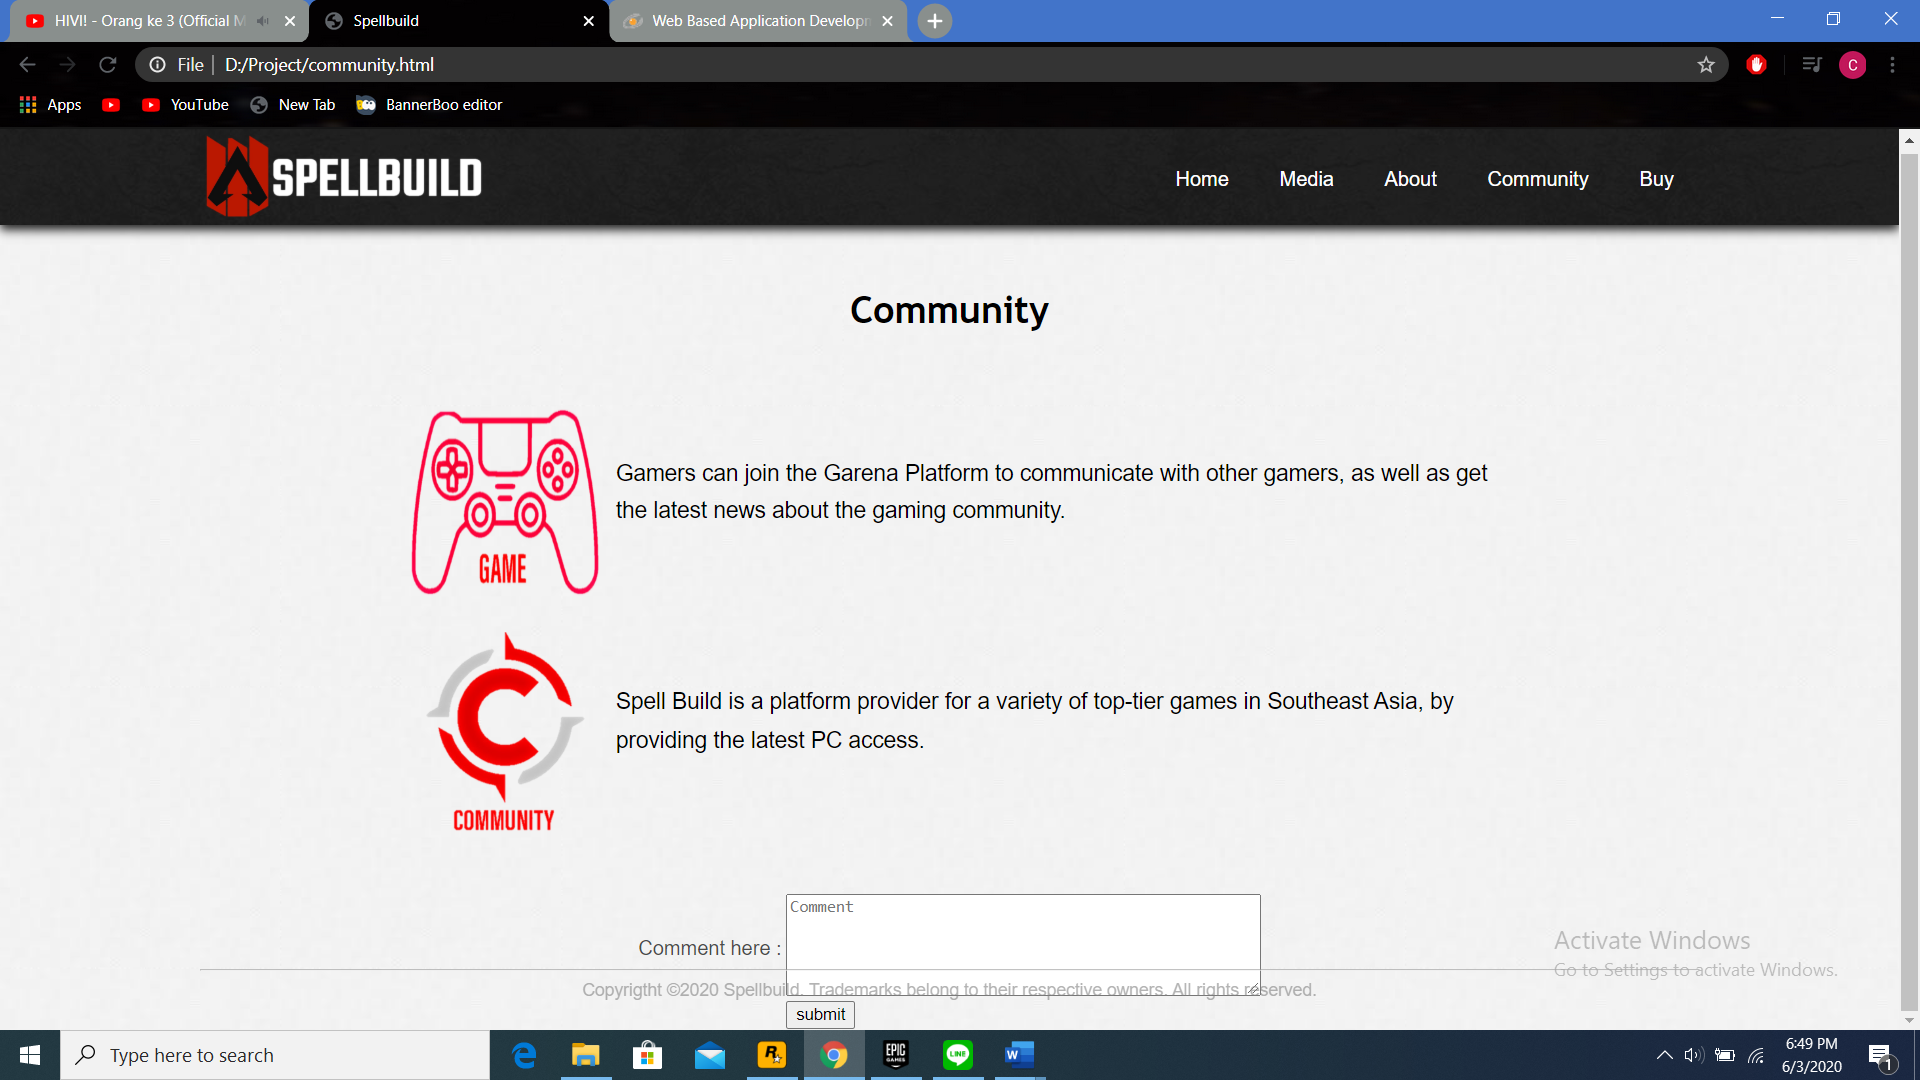 HIVI! - Orang ke 3 (Official M
Spellbuild
Web Based Application Developm
File | D:/Project/community.html
C
Apps
YouTube
New Tab
BannerBoo editor
SPELLBUILD
Home
Media
About
Community
Buy
Community
GAME
Gamers can join the Garena Platform to communicate with other gamers, as well as get
the latest news about the gaming community.
C
COMMUNITY
Spell Build is a platform provider for a variety of top-tier games in Southeast Asia, by
providing the latest PC access.
Comment here :
Comment
Activate Windows
Go to Settings to activate Windows.
Copyrigtht ©2020 Spellbuild. Trademarks belong to their respective owners. All rights reserved.
submit
Type here to search
R
EPIC
GAMES
LINE
W
6:49 PM
6/3/2020
1